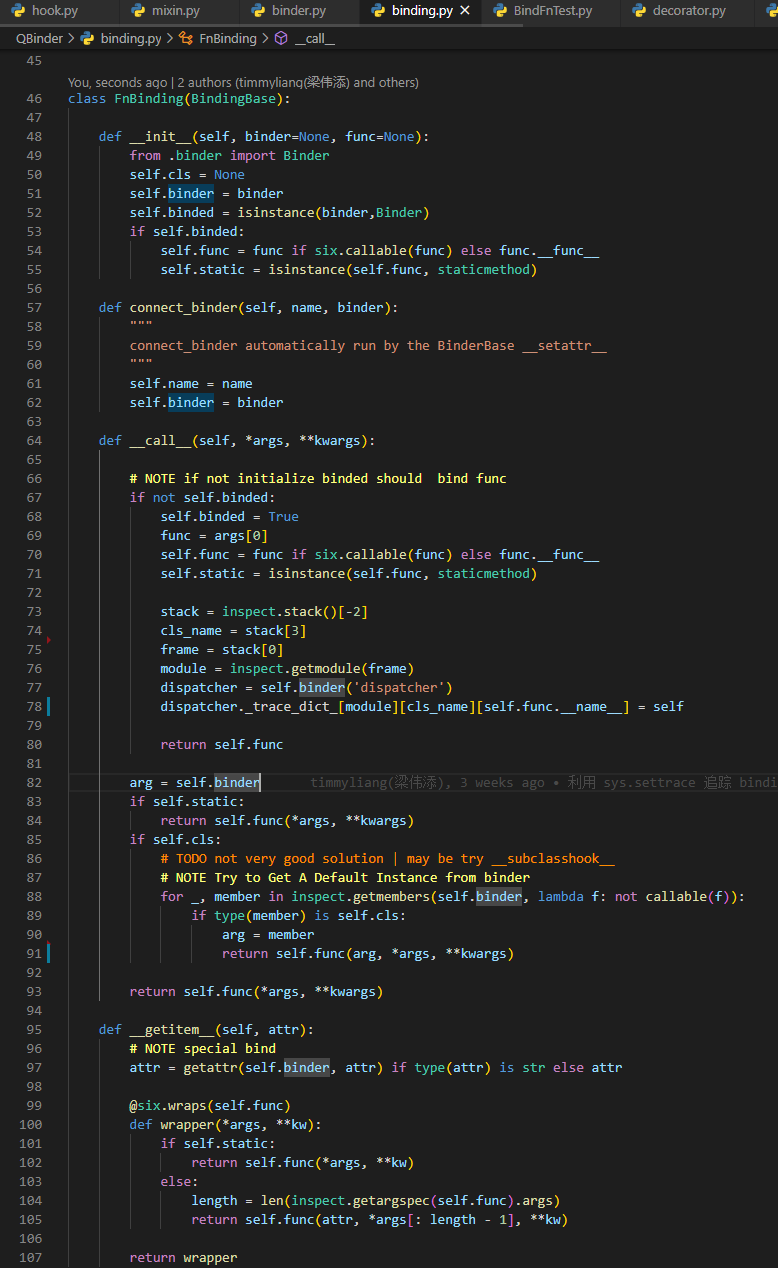 hook.py mixin.py binder.py binding.py BindFnTest.py decorator.py
QBinder > binding.py > FnBinding > __call__
45
You, seconds ago | 2 authors (timmyliang(梁伟添) and others)
46 class FnBinding(BindingBase):
47
48     def __init__(self, binder=None, func=None):
49         from .binder import Binder
50         self.cls = None
51         self.binder = binder
52         self.binded = isinstance(binder,Binder)
53         if self.binded:
54             self.func = func if six.callable(func) else func.__func__
55             self.static = isinstance(self.func, staticmethod)
56
57     def connect_binder(self, name, binder):
58         """
59         connect_binder automatically run by the BinderBase __setattr__
60         """
61         self.name = name
62         self.binder = binder
63
64     def __call__(self, *args, **kwargs):
65
66         # NOTE if not initialize binded should  bind func
67         if not self.binded:
68             self.binded = True
69             func = args[0]
70             self.func = func if six.callable(func) else func.__func__
71             self.static = isinstance(self.func, staticmethod)
72
73             stack = inspect.stack()[-2]
74             cls_name = stack[3]
75             frame = stack[0]
76             module = inspect.getmodule(frame)
77             dispatcher = self.binder('dispatcher')
78             dispatcher._trace_dict_[module][cls_name][self.func.__name__] = self
79
80             return self.func
81
82         arg = self.binder timmyliang(梁伟添), 3 weeks ago • 利用 sys.settrace 追踪 bindi
83         if self.static:
84             return self.func(*args, **kwargs)
85         if self.cls:
86             # TODO not very good solution | may be try __subclasshook__
87             # NOTE Try to Get A Default Instance from binder
88             for _, member in inspect.getmembers(self.binder, lambda f: not callable(f)):
89                 if type(member) is self.cls:
90                     arg = member
91                     return self.func(arg, *args, **kwargs)
92
93         return self.func(*args, **kwargs)
94
95     def __getitem__(self, attr):
96         # NOTE special bind
97         attr = getattr(self.binder, attr) if type(attr) is str else attr
98
99         @six.wraps(self.func)
100         def wrapper(*args, **kw):
101             if self.static:
102                 return self.func(*args, **kw)
103             else:
104                 length = len(inspect.getargspec(self.func).args)
105                 return self.func(attr, *args[: length - 1], **kw)
106
107         return wrapper